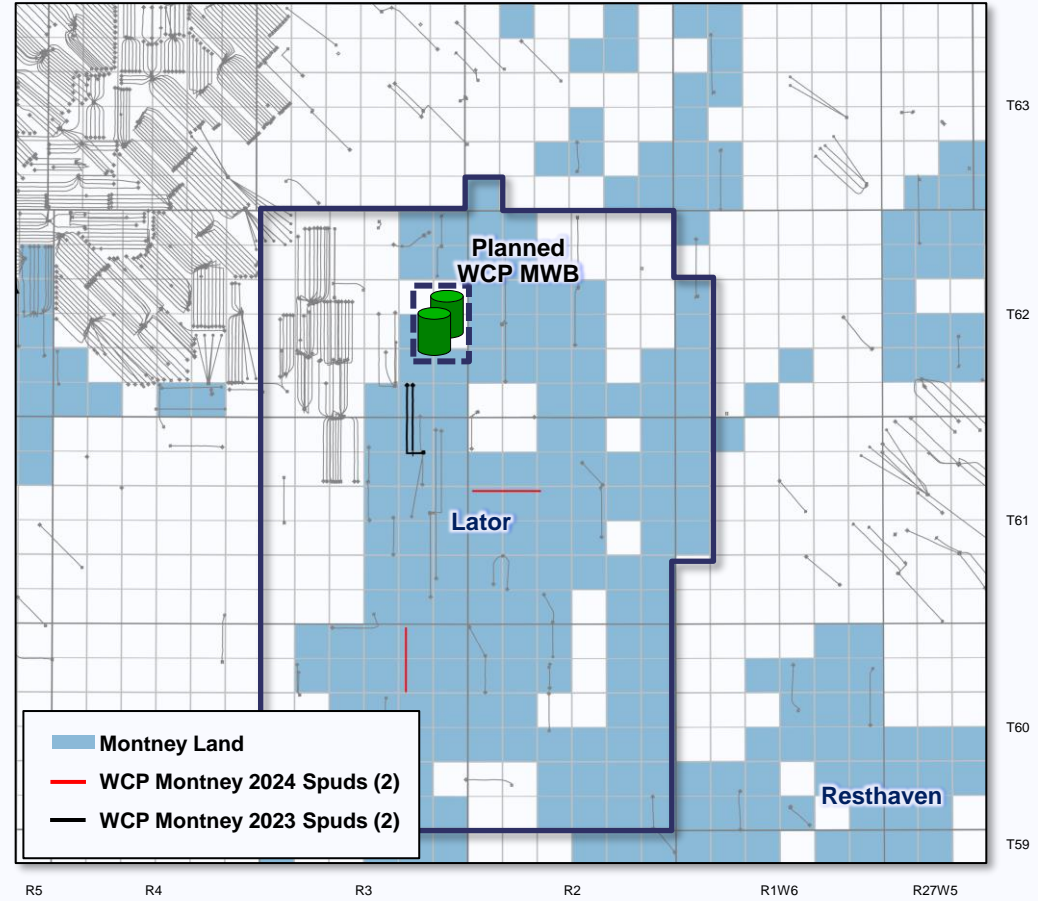 T63
Planned
WCP MWB
T62
Lator
T61
T60
Montney Land
WCP Montney 2024 Spuds (2)
WCP Montney 2023 Spuds (2)
Resthaven
T59
R5
R4
R3
R2
R1W6
R27W5